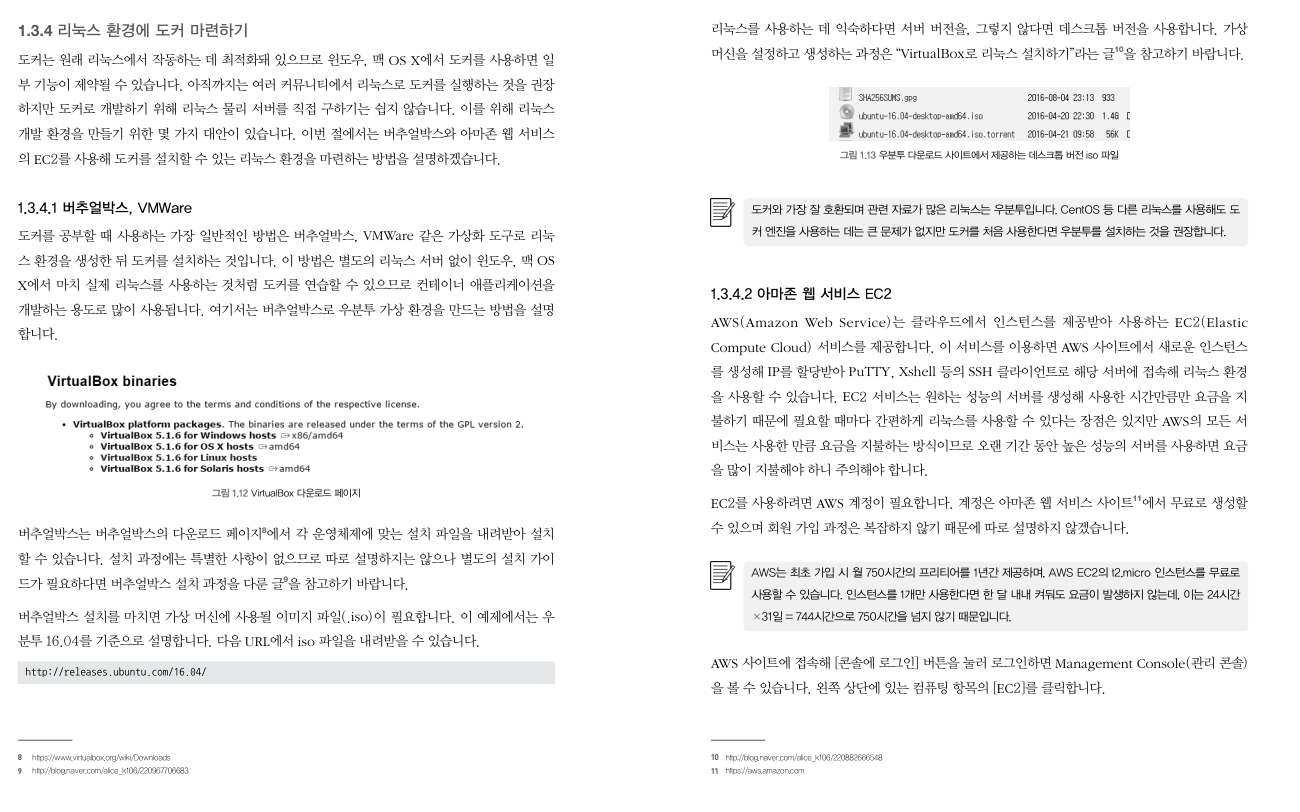 1.3.4 리눅스 환경에 도커 마련하기
도커는 원래 리눅스에서 작동하는 데 최적화돼 있으므로 윈도우, 맥 OS X에서 도커를 사용하면 일
부 기능이 제약될 수 있습니다. 아직까지는 여러 커뮤니티에서 리눅스로 도커를 실행하는 것을 권장
하지만 도커로 개발하기 위해 리눅스 물리 서버를 직접 구하기는 쉽지 않습니다. 이를 위해 리눅스
개발 환경을 만들기 위한 몇 가지 대안이 있습니다. 이번 절에서는 버추얼박스와 아마존 웹 서비스
의 EC2를 사용해 도커를 설치할 수 있는 리눅스 환경을 마련하는 방법을 설명하겠습니다.
1.3.4.1 버추얼박스, VMWare
도커를 공부할 때 사용하는 가장 일반적인 방법은 버추얼박스, VMWare 같은 가상화 도구로 리눅
스 환경을 생성한 뒤 도커를 설치하는 것입니다. 이 방법은 별도의 리눅스 서버 없이 윈도우, 맥 OS
X에서 마치 실제 리눅스를 사용하는 것처럼 도커를 연습할 수 있으므로 컨테이너 애플리케이션을
개발하는 용도로 많이 사용됩니다. 여기서는 버추얼박스로 우분투 가상 환경을 만드는 방법을 설명
합니다.
VirtualBox binaries
By downloading, you agree to the terms and conditions of the respective license.
• VirtualBox platform packages. The binaries are released under the terms of the GPL version 2.
VirtualBox 5.1.6 for Windows hosts x86/amd64
VirtualBox 5.1.6 for OS X hosts amd64
VirtualBox 5.1.6 for Linux hosts
VirtualBox 5.1.6 for Solaris hosts amd64
그림 1.12 VirtualBox 다운로드 페이지
버추얼박스는 버추얼박스의 다운로드 페이지8에서 각 운영체제에 맞는 설치 파일을 내려받아 설치
할 수 있습니다. 설치 과정에는 특별한 사항이 없으므로 따로 설명하지는 않으나 별도의 설치 가이
드가 필요하다면 버추얼박스 설치 과정을 다룬 글9을 참고하기 바랍니다.
버추얼박스 설치를 마치면 가상 머신에 사용될 이미지 파일(.iso)이 필요합니다. 이 예제에서는 우
분투 16.04를 기준으로 설명합니다. 다음 URL에서 iso 파일을 내려받을 수 있습니다.
http://releases.ubuntu.com/16.04/
8 https://www.virtualbox.org/wiki/Downloads
9 http://blog.naver.com/alice_k106/220967706683
리눅스를 사용하는 데 익숙하다면 서버 버전을, 그렇지 않다면 데스크톱 버전을 사용합니다. 가상
머신을 설정하고 생성하는 과정은 “VirtualBox로 리눅스 설치하기”라는 글10을 참고하기 바랍니다.
SHA256SUMS.gpg 2016-08-04 23:13 933
ubuntu-16.04-desktop-amd64.iso 2016-04-20 22:30 1.4G
ubuntu-16.04-desktop-amd64.iso.torrent 2016-04-21 09:58 56K
그림 1.13 우분투 다운로드 사이트에서 제공하는 데스크톱 버전 iso 파일
도커와 가장 잘 호환되며 관련 자료가 많은 리눅스는 우분투입니다. CentOS 등 다른 리눅스를 사용해도 도
커 엔진을 사용하는 데는 큰 문제가 없지만 도커를 처음 사용한다면 우분투를 설치하는 것을 권장합니다.
1.3.4.2 아마존 웹 서비스 EC2
AWS(Amazon Web Service)는 클라우드에서 인스턴스를 제공받아 사용하는 EC2(Elastic
Compute Cloud) 서비스를 제공합니다. 이 서비스를 이용하면 AWS 사이트에서 새로운 인스턴스
를 생성해 IP를 할당받아 PuTTY, Xshell 등의 SSH 클라이언트로 해당 서버에 접속해 리눅스 환경
을 사용할 수 있습니다. EC2 서비스는 원하는 성능의 서버를 생성해 사용한 시간만큼만 요금을 지
불하기 때문에 필요할 때마다 간편하게 리눅스를 사용할 수 있다는 장점은 있지만 AWS의 모든 서
비스는 사용한 만큼 요금을 지불하는 방식이므로 오랜 기간 동안 높은 성능의 서버를 사용하면 요금
을 많이 지불해야 하니 주의해야 합니다.
EC2를 사용하려면 AWS 계정이 필요합니다. 계정은 아마존 웹 서비스 사이트11에서 무료로 생성할
수 있으며 회원 가입 과정은 복잡하지 않기 때문에 따로 설명하지 않겠습니다.
AWS는 최초 가입 시 월 750시간의 프리티어를 1년간 제공하며, AWS EC2의 t2.micro 인스턴스를 무료로
사용할 수 있습니다. 인스턴스를 1개만 사용한다면 한 달 내내 켜둬도 요금이 발생하지 않는데, 이는 24시간
×31일 = 744시간으로 750시간을 넘지 않기 때문입니다.
AWS 사이트에 접속해 [콘솔에 로그인] 버튼을 눌러 로그인하면 Management Console(관리 콘솔)
을 볼 수 있습니다. 왼쪽 상단에 있는 컴퓨팅 항목의 [EC2]를 클릭합니다.
10 http://blog.naver.com/alice_k106/220882666548
11 https://aws.amazon.com